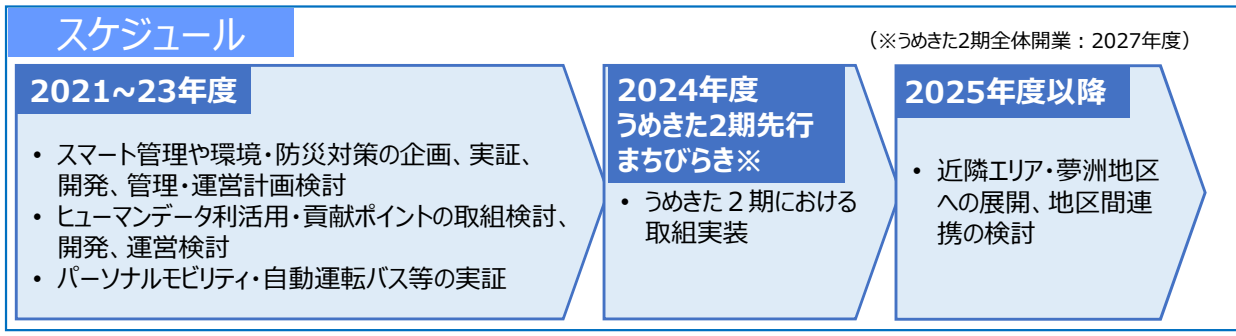 スケジュール
（※うめきた2期全体開業：2027年度）
2021~23年度
• スマート管理や環境・防災対策の企画、実証、
開発、管理・運営計画検討
• ヒューマンデータ利活用・貢献ポイントの取組検討、
開発、運営検討
• パーソナルモビリティ・自動運転バス等の実証
2024年度
うめきた2期先行
まちびらき※
• うめきた２期における
取組実装
2025年度以降
• 近隣エリア・夢洲地区
への展開、地区間連
携の検討